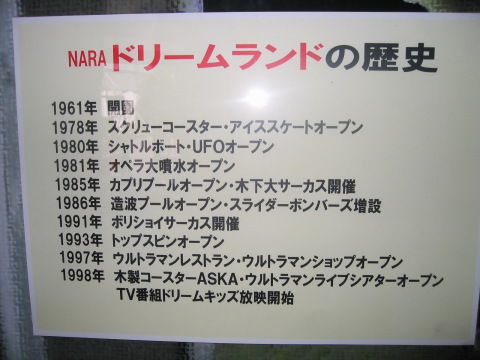 NARA ドリームランドの歴史
1961年 開園
1978年 スクリューコースター・アイススケートオープン
1980年 シャトルボート・UFOオープン
1981年 オペラ大噴水オープン
1985年 カプリプールオープン・木下大サーカス開催
1986年 造波プールオープン・スライダーボンバーズ増設
1991年 ボリショイサーカス開催
1993年 トップスピンオープン
1997年 ウルトラマンレストラン・ウルトラマンショップオープン
1998年 木製コースターASKA・ウルトラマンライブシアターオープン
TV番組ドリームキッズ放映開始